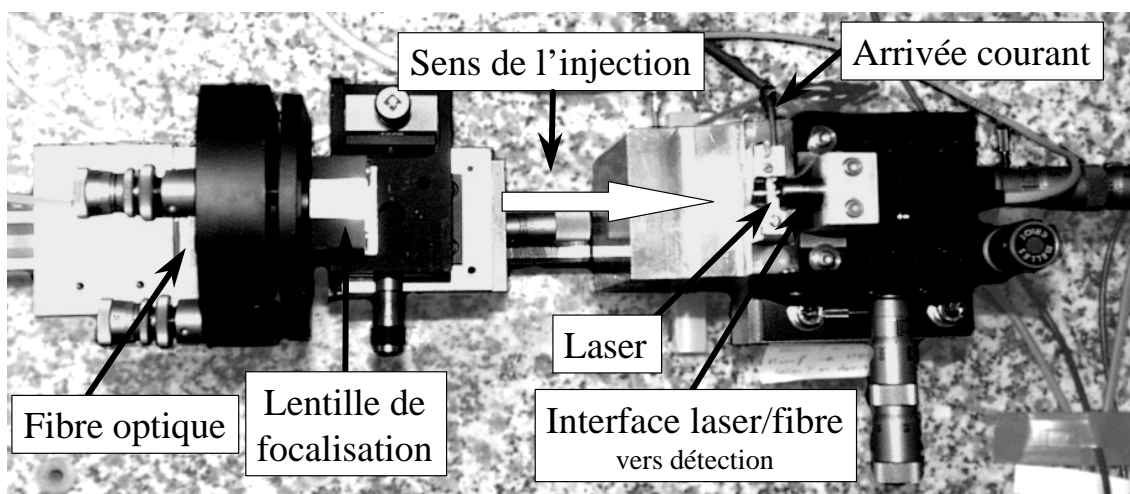 Sens de l’injection
Arrivée courant
Laser
Fibre optique
Lentille de
focalisation
Interface laser/fibre
vers détection